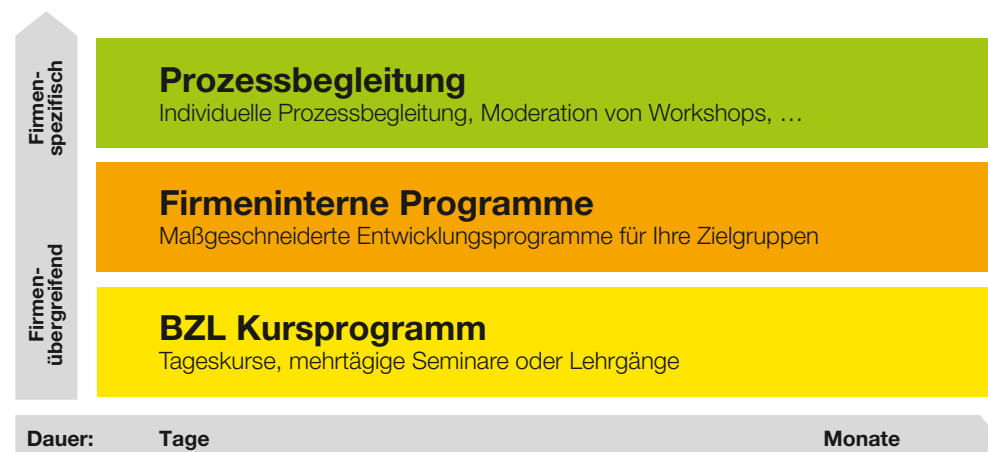 Firmen-
spezifisch
Prozessbegleitung
Individuelle Prozessbegleitung, Moderation von Workshops, …
Firmeninterne Programme
Maßgeschneiderte Entwicklungsprogramme für Ihre Zielgruppen
Firmen-
übergreifend
BZL Kursprogramm
Tageskurse, mehrtägige Seminare oder Lehrgänge
Dauer: Tage Monate